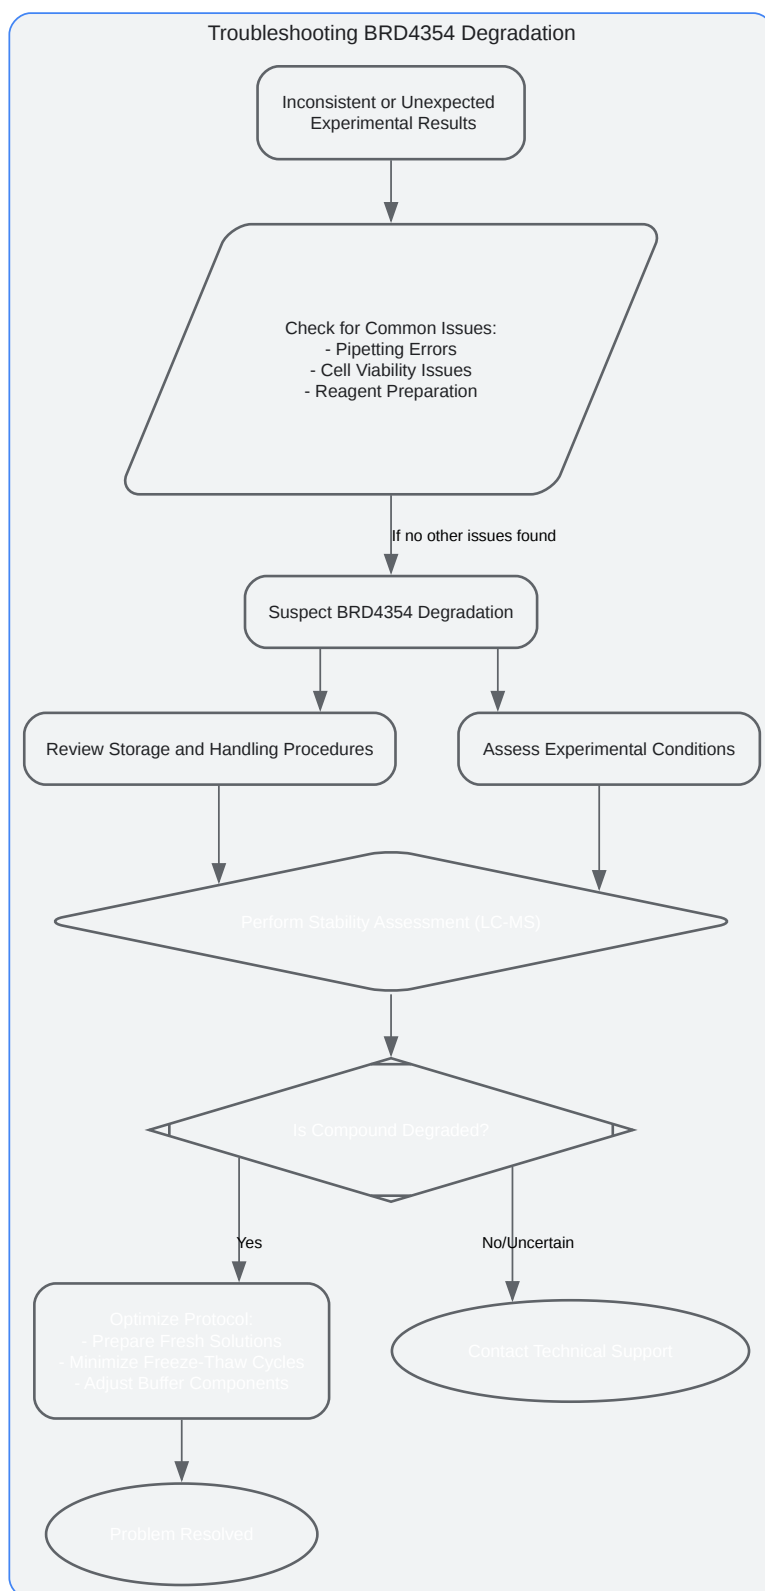 Troubleshooting BRD4354 Degradation
Inconsistent or Unexpected
Experimental Results
Check for Common Issues:
- Pipetting Errors
- Cell Viability Issues
- Reagent Preparation
If no other issues found
Suspect BRD4354 Degradation
Review Storage and Handling Procedures
Assess Experimental Conditions
Perform Stability Assessment (LC-MS)
Is Compound Degraded?
Yes
No/Uncertain
Optimize Protocol:
- Prepare Fresh Solutions
- Minimize Freeze-Thaw Cycles
- Adjust Buffer Components
Contact Technical Support
Problem Resolved